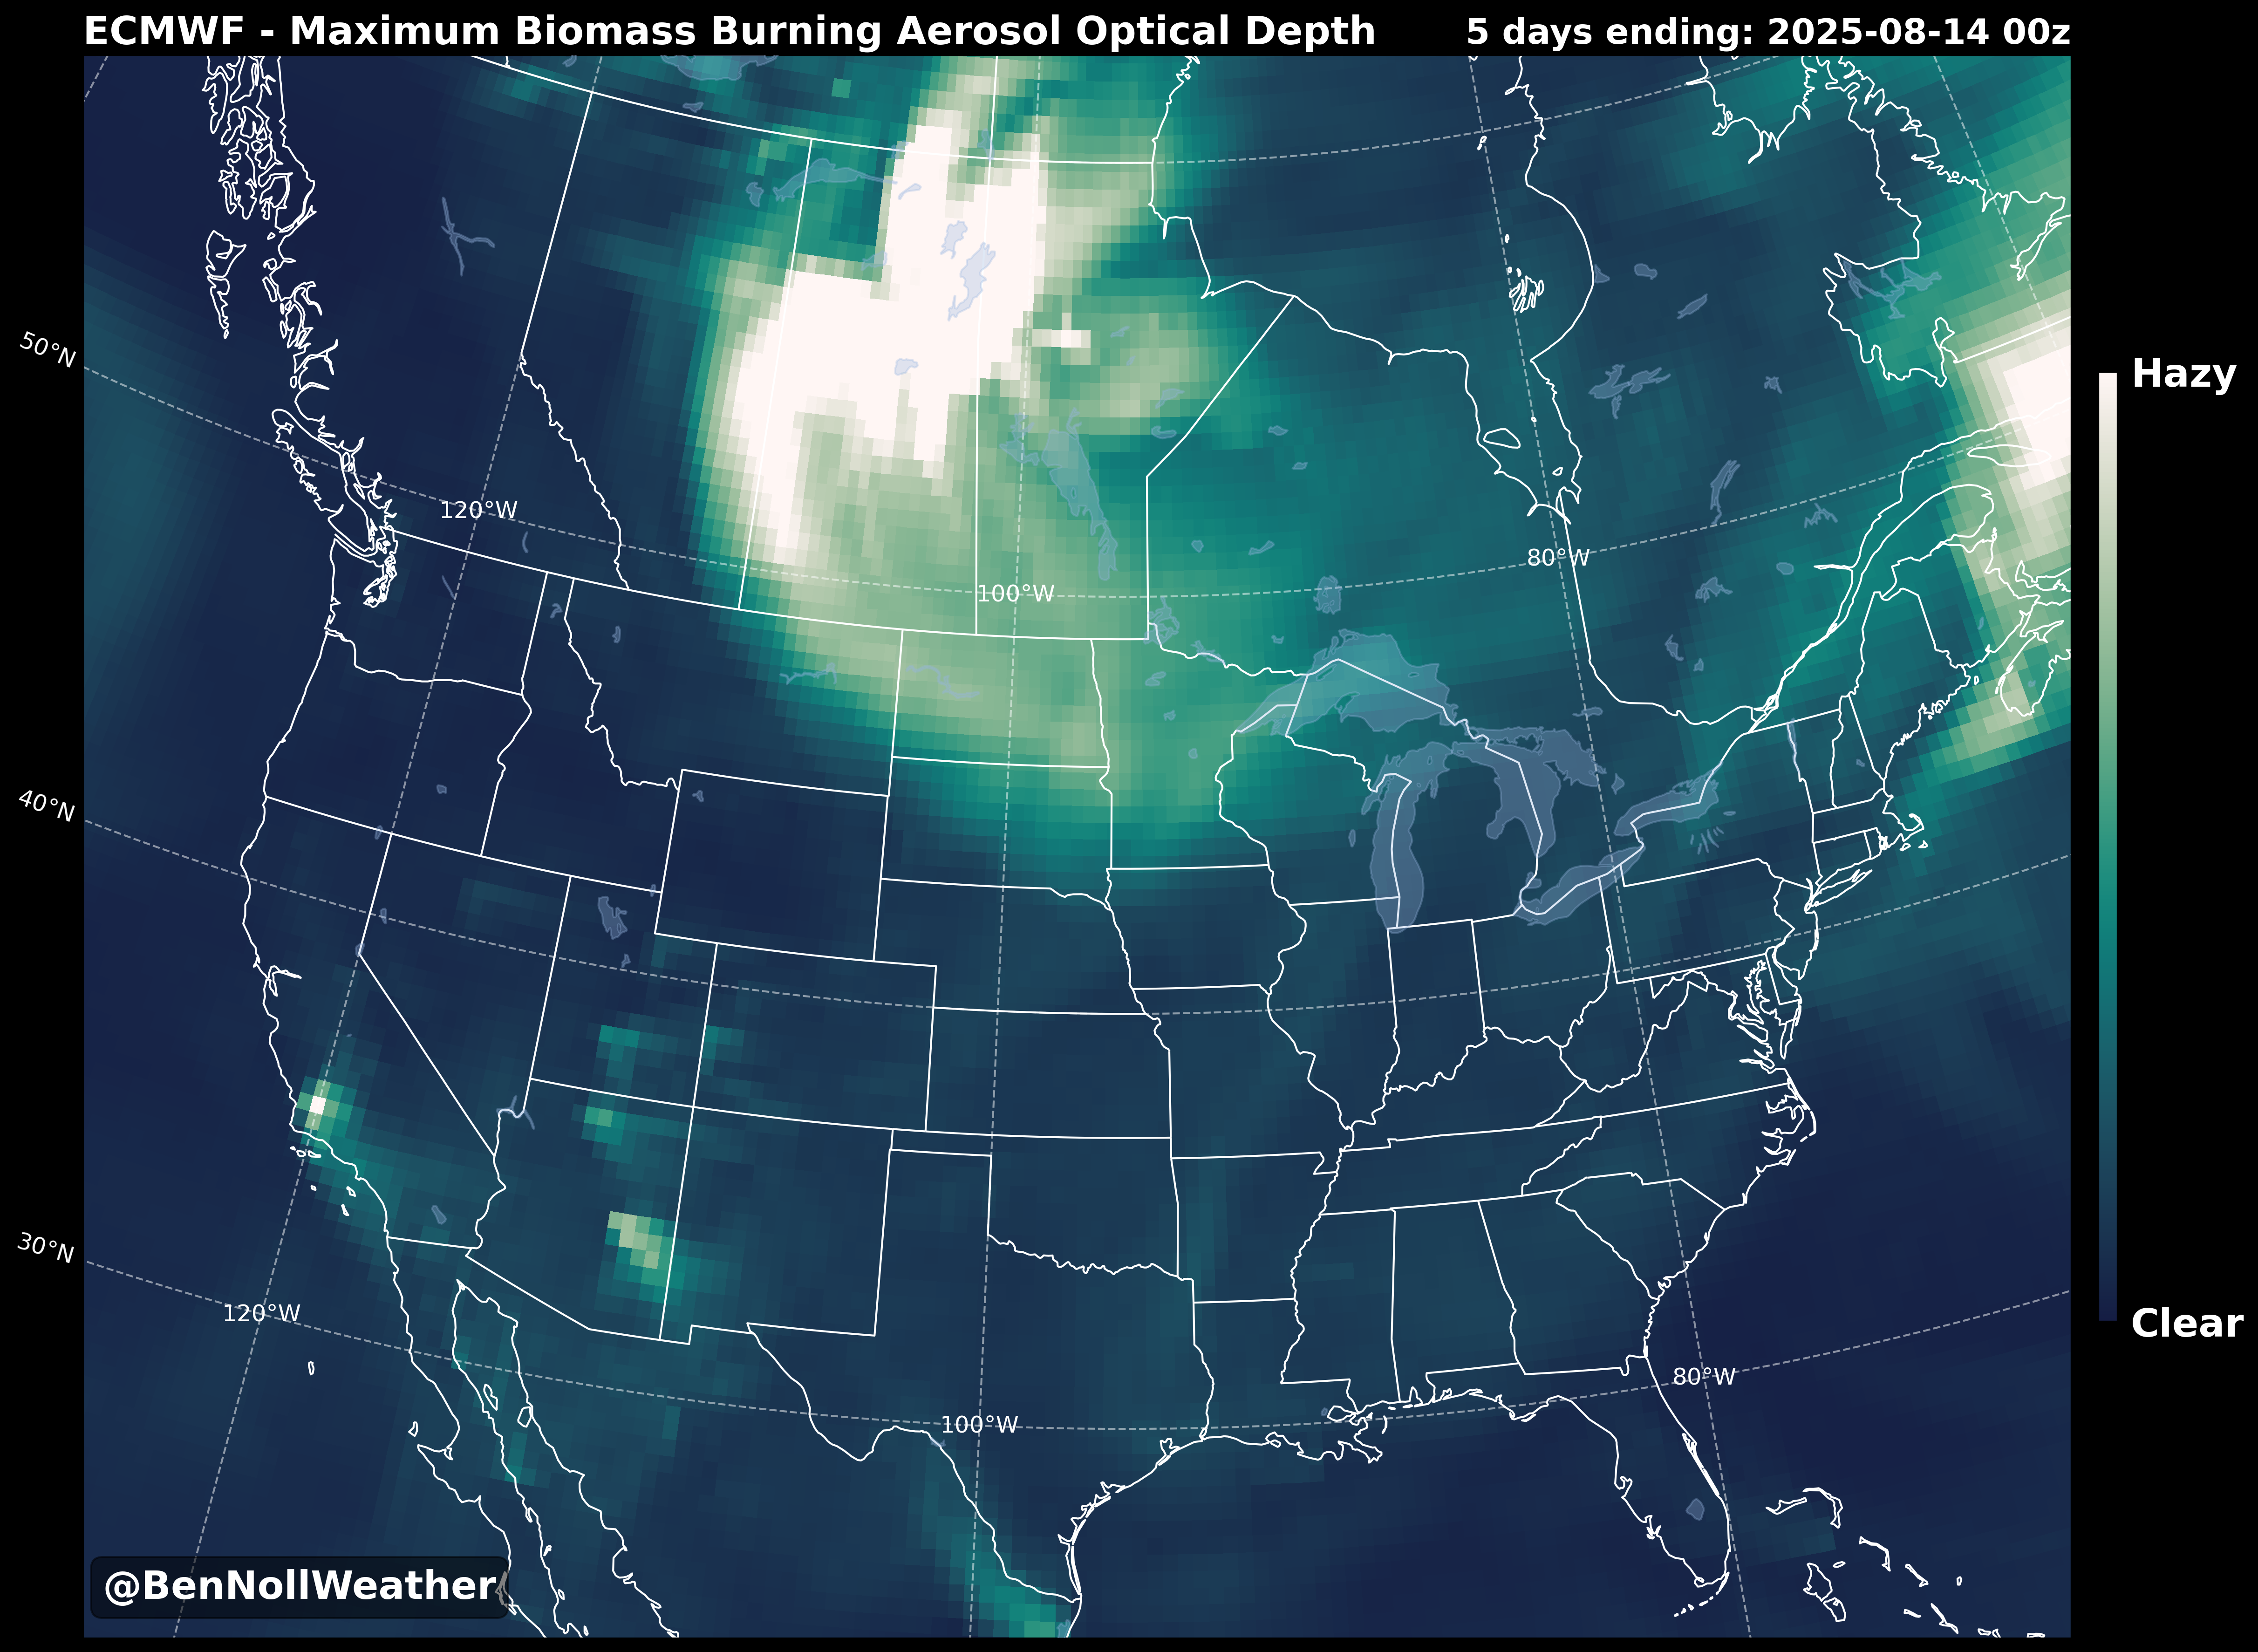 ECMWF - Maximum Biomass Burning Aerosol Optical Depth
5 days ending: 2025-08-14 00z
50°N
Hazy
120°W
80°W
100°W
40°N
30°N
120°W
Clear
80°W
100°W
@BenNollWeather